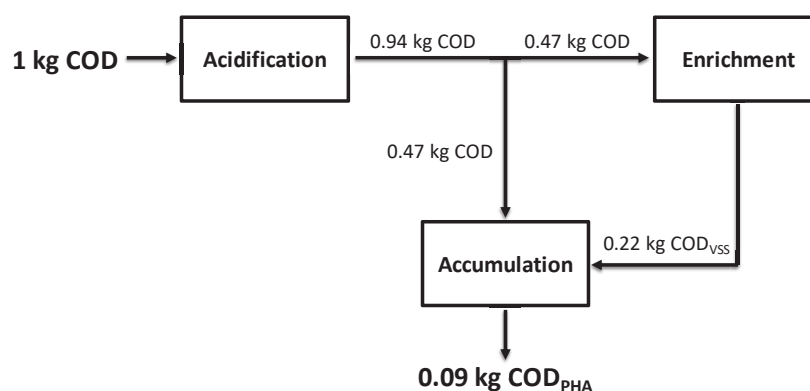 0.94 kg COD
0.47 kg COD
1 kg COD
Acidification
Enrichment
0.47 kg COD
0.22 kg COD_VSS
Accumulation
0.09 kg COD_PHA